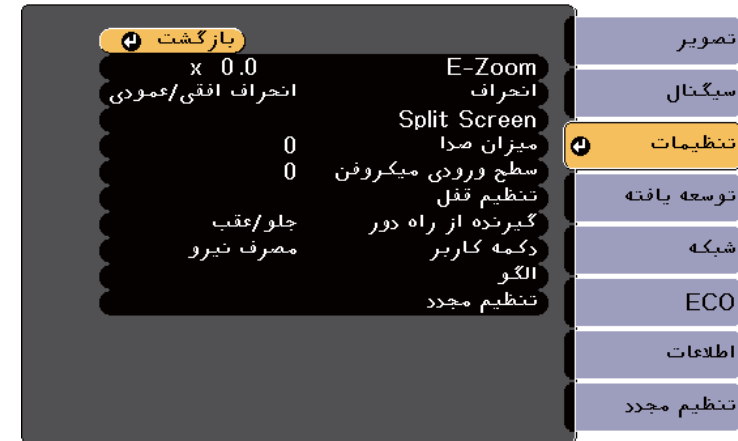 بازگشت
E-Zoom x 0.0
انحراف انحراف افقی/عمودی
Split Screen
میزان صدا 0
سطح ورودی میکروفن 0
تنظیم قفل
گیرنده از راه دور جلو/عقب
دکمه کاربر مصرف نیرو
الگو
تنظیم مجدد
تصویر
سیگنال
تنظیمات
توسعه یافته
شبکه
ECO
اطلاعات
تنظیم مجدد